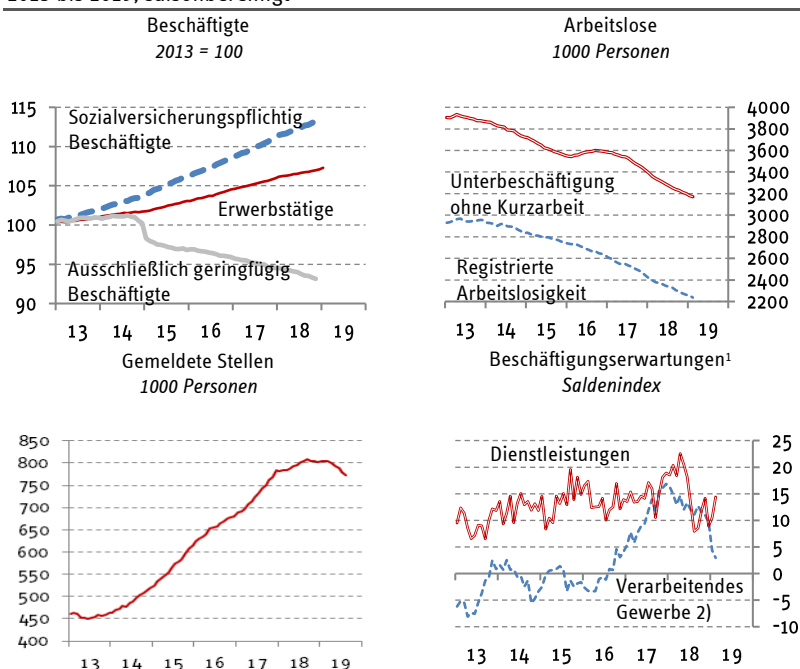 2013 bis 2019, saisonbereinigt
Beschäftigte
2013 = 100
115
110
105
100
95
90
Sozialversicherungspflichtig
Beschäftigte
Erwerbstätige
Ausschließlich geringfügig
Beschäftigte
13 14 15 16 17 18 19
Arbeitslose
1000 Personen
4000
3800
3600
3400
3200
3000
2800
2600
2400
2200
Unterbeschäftigung
ohne Kurzarbeit
Registrierte
Arbeitslosigkeit
13 14 15 16 17 18 19
Gemeldete Stellen
1000 Personen
850
800
750
700
650
600
550
500
450
400
13 14 15 16 17 18 19
Beschäftigungserwartungen¹
Saldenindex
25
20
15
10
5
0
−5
−10
Dienstleistungen
Verarbeitendes
Gewerbe 2)
13 14 15 16 17 18 19